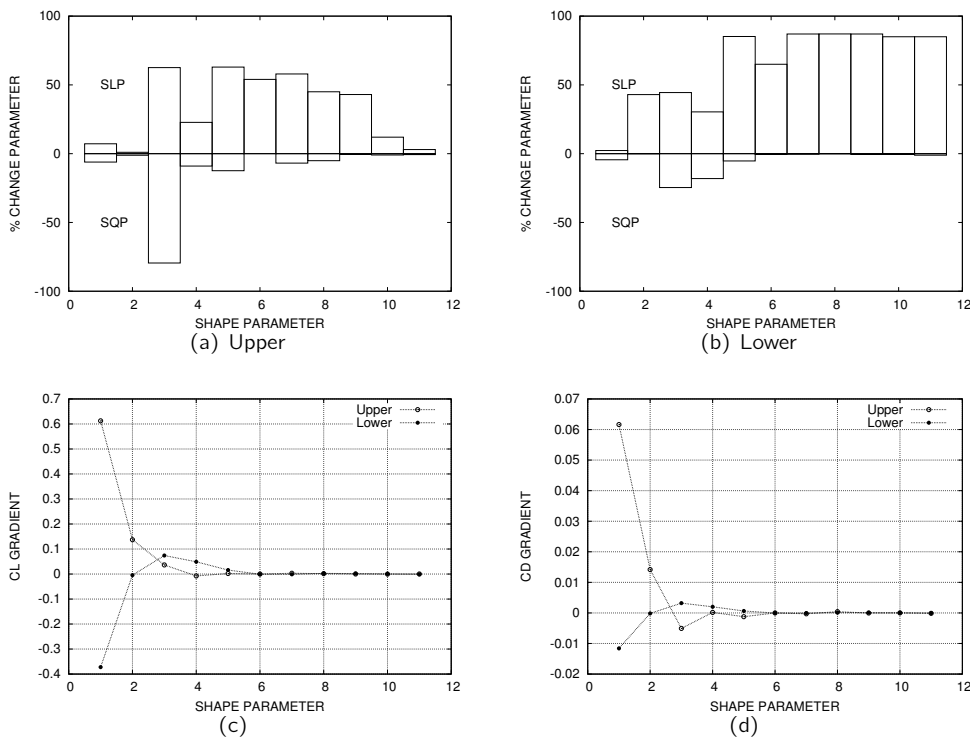 100
50
0
-50
-100
% CHANGE PARAMETER
SLP
SQP
0 2 4 6 8 10 12
SHAPE PARAMETER
(a) Upper
100
50
0
-50
-100
% CHANGE PARAMETER
SLP
SQP
0 2 4 6 8 10 12
SHAPE PARAMETER
(b) Lower
0.7
0.6
0.5
0.4
0.3
0.2
0.1
0
-0.1
-0.2
-0.3
-0.4
CL GRADIENT
Upper
Lower
0 2 4 6 8 10 12
SHAPE PARAMETER
(c)
0.07
0.06
0.05
0.04
0.03
0.02
0.01
0
-0.01
-0.02
CD GRADIENT
Upper
Lower
0 2 4 6 8 10 12
SHAPE PARAMETER
(d)